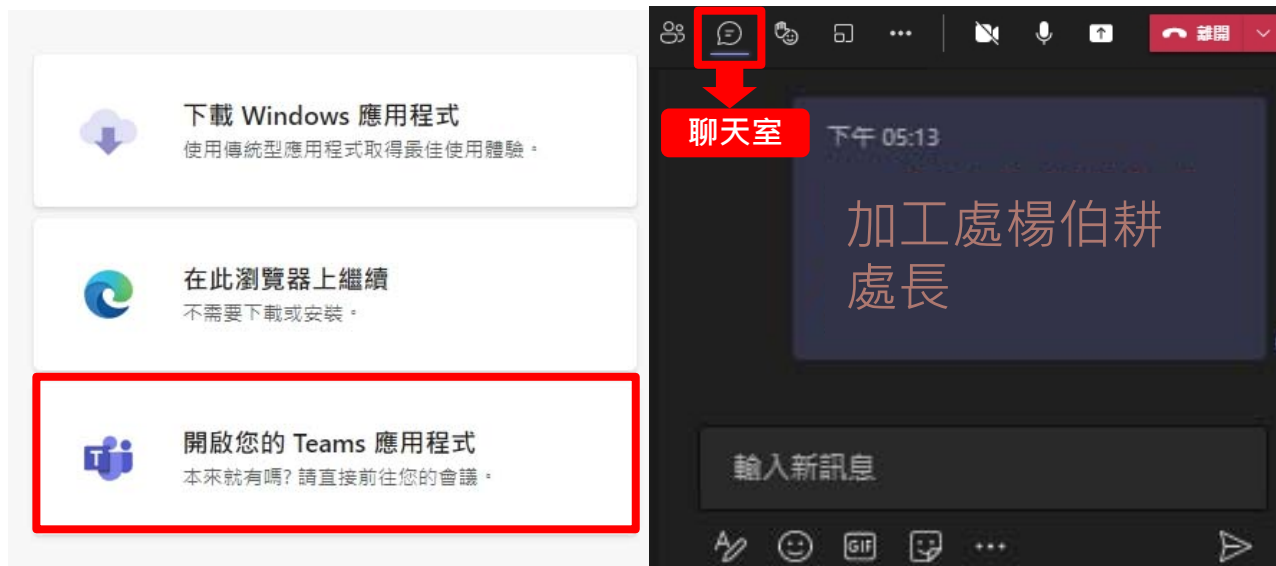 下載 Windows 應用程式
使用傳統型應用程式取得最佳使用體驗。
在此瀏覽器上繼續
不需要下載或安裝。
開啟您的 Teams 應用程式
本來就有嗎? 請直接前往您的會議。
離開
聊天室
下午 05:13
加工處楊伯耕
處長
輸入新訊息
GIF